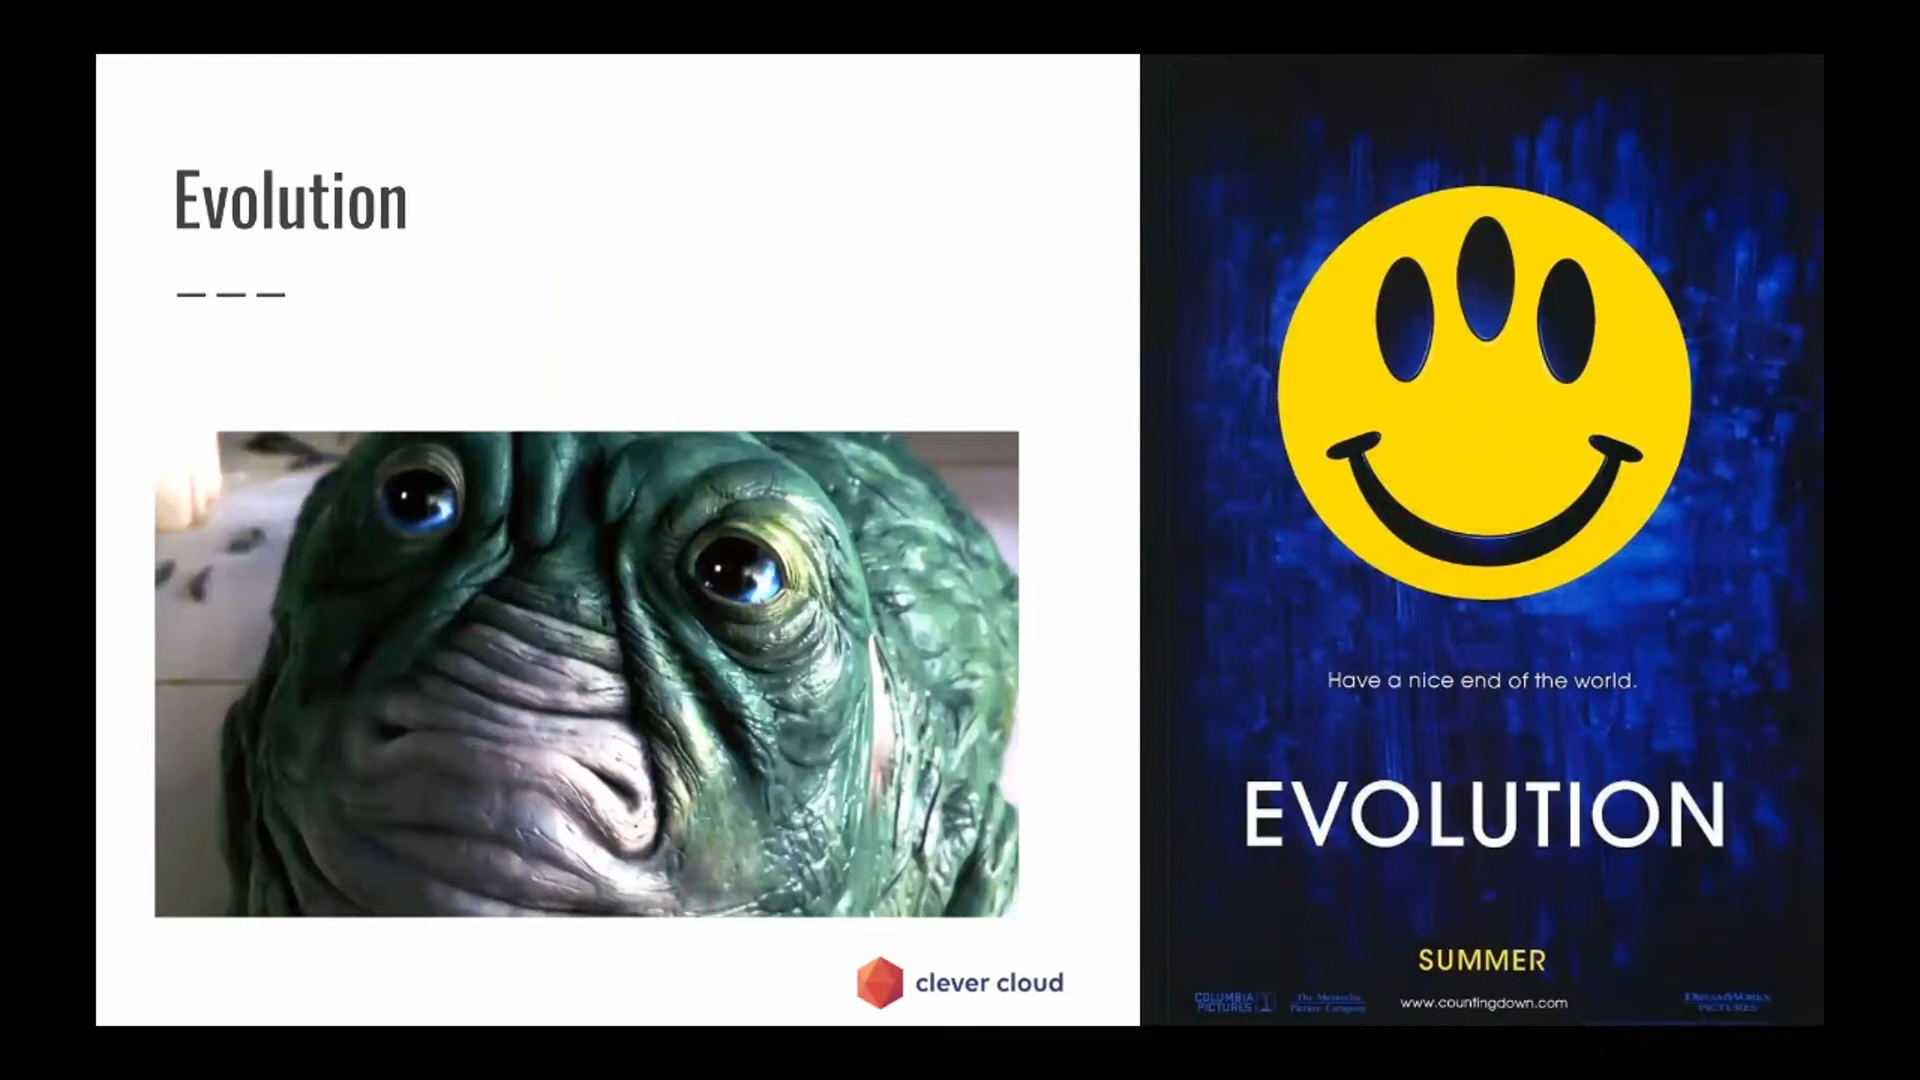 Evolution
clever cloud
Have a nice end of the world.
EVOLUTION
SUMMER
COLUMBIA PICTURES
The Montecito Picture Company
www.countingdown.com
DREAMWORKS PICTURES